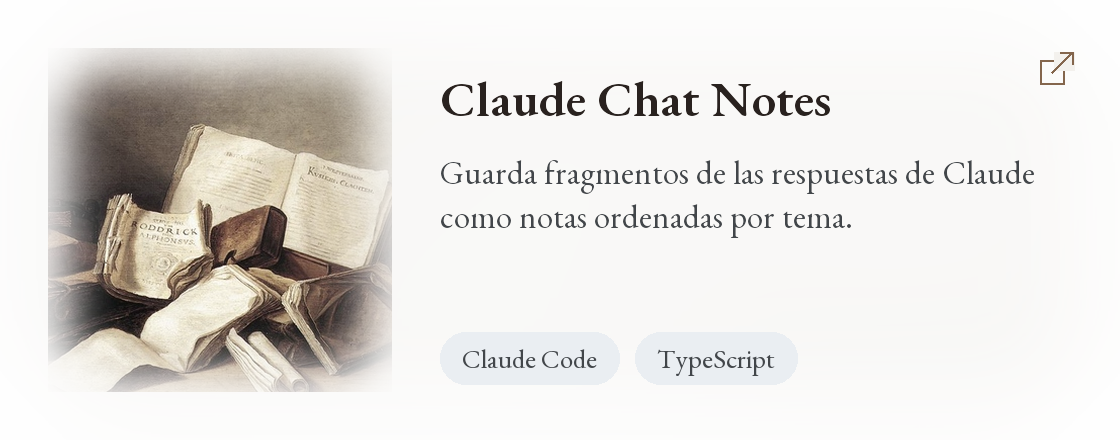 Claude Chat Notes
Guarda fragmentos de las respuestas de Claude
como notas ordenadas por tema.
RODDRICK
ALPHONSVS
Claude Code
TypeScript